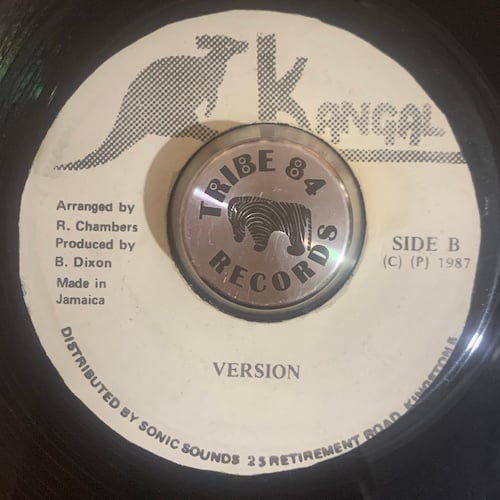 KANGAL
TRIBE 84
RECORDS
Arranged by
R. Chambers
Produced by
B. Dixon
Made in
Jamaica
SIDE B
(C) (P) 1987
VERSION
DISTRIBUTED BY SONIC SOUNDS 25 RETIREMENT ROAD, KINGSTON 5